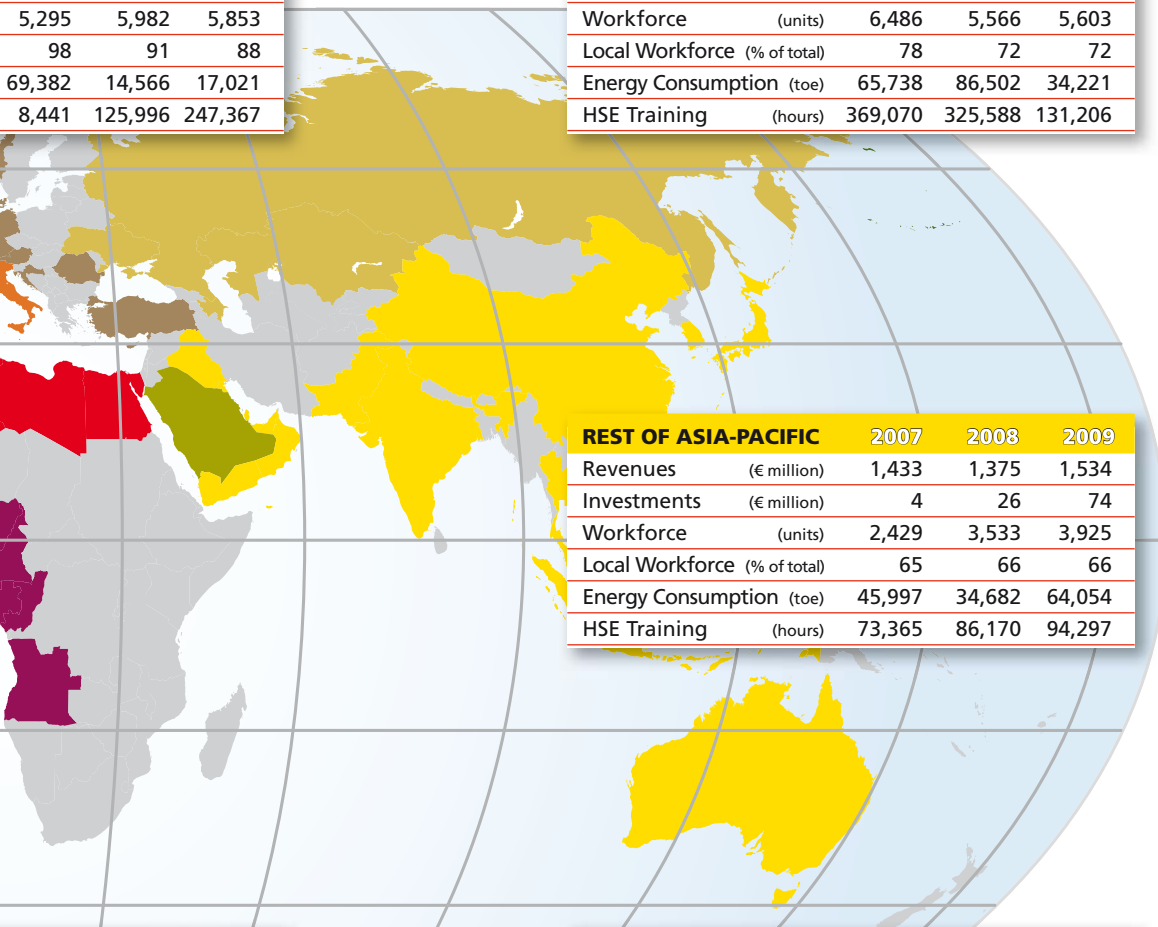 5,295 5,982 5,853
98 91 88
69,382 14,566 17,021
8,441 125,996 247,367
Workforce (units) 6,486 5,566 5,603
Local Workforce (% of total) 78 72 72
Energy Consumption (toe) 65,738 86,502 34,221
HSE Training (hours) 369,070 325,588 131,206
REST OF ASIA-PACIFIC 2007 2008 2009
Revenues (€ million) 1,433 1,375 1,534
Investments (€ million) 4 26 74
Workforce (units) 2,429 3,533 3,925
Local Workforce (% of total) 65 66 66
Energy Consumption (toe) 45,997 34,682 64,054
HSE Training (hours) 73,365 86,170 94,297